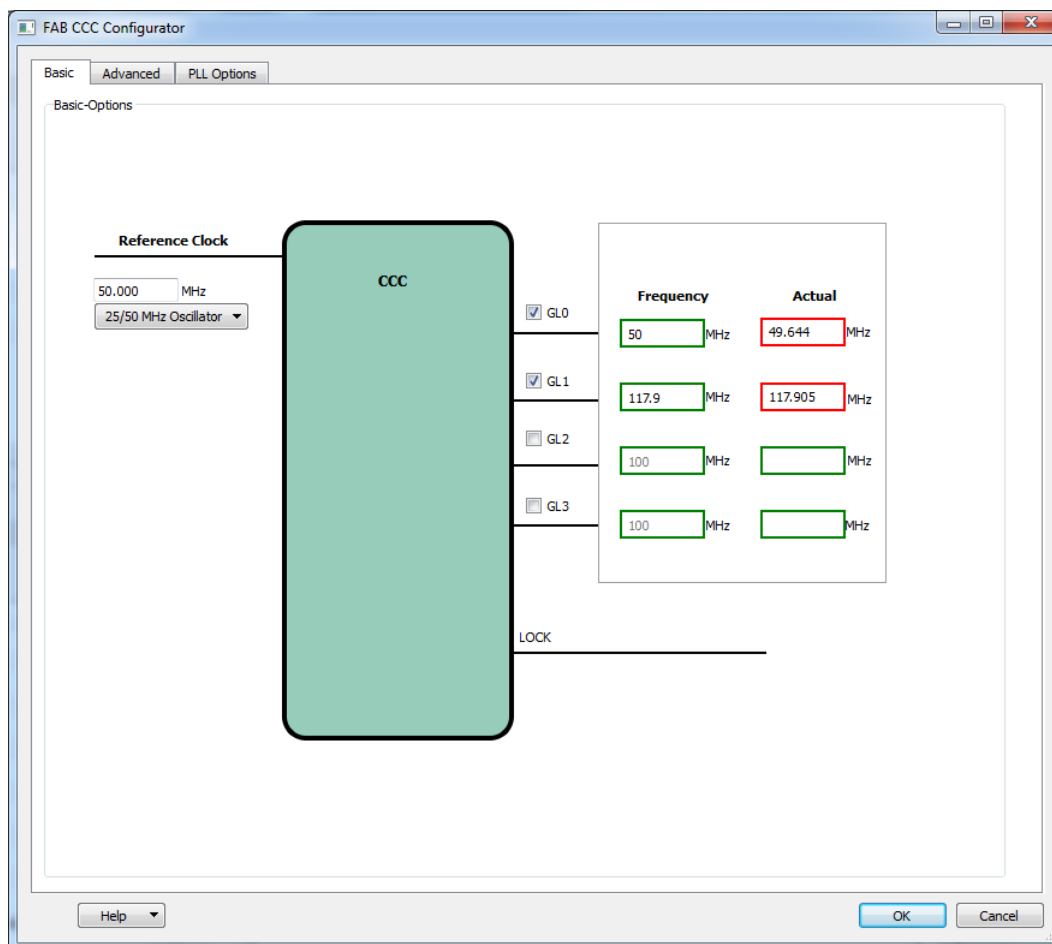 FAB CCC Configurator
Basic Advanced PLL Options
Basic-Options
Reference Clock
50.000 MHz
25/50 MHz Oscillator
CCC
Frequency Actual
GL0 50 MHz 49.644 MHz
GL1 117.9 MHz 117.905 MHz
GL2 100 MHz MHz
GL3 100 MHz MHz
LOCK
Help OK Cancel